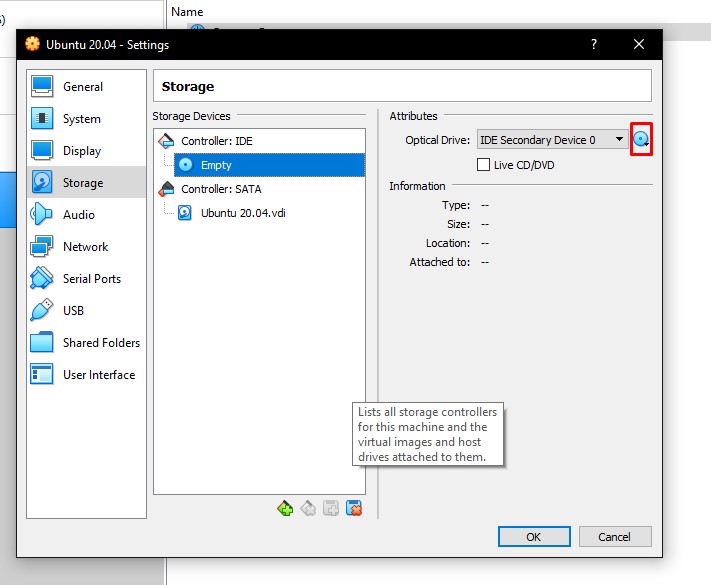 Name
Ubuntu 20.04 - Settings
?
General
System
Display
Storage
Audio
Network
Serial Ports
USB
Shared Folders
User Interface
Storage
Storage Devices
Controller: IDE
Empty
Controller: SATA
Ubuntu 20.04.vdi
Attributes
Optical Drive: IDE Secondary Device 0
Live CD/DVD
Information
Type: --
Size: --
Location: --
Attached to: --
Lists all storage controllers
for this machine and the
virtual images and host
drives attached to them.
OK
Cancel